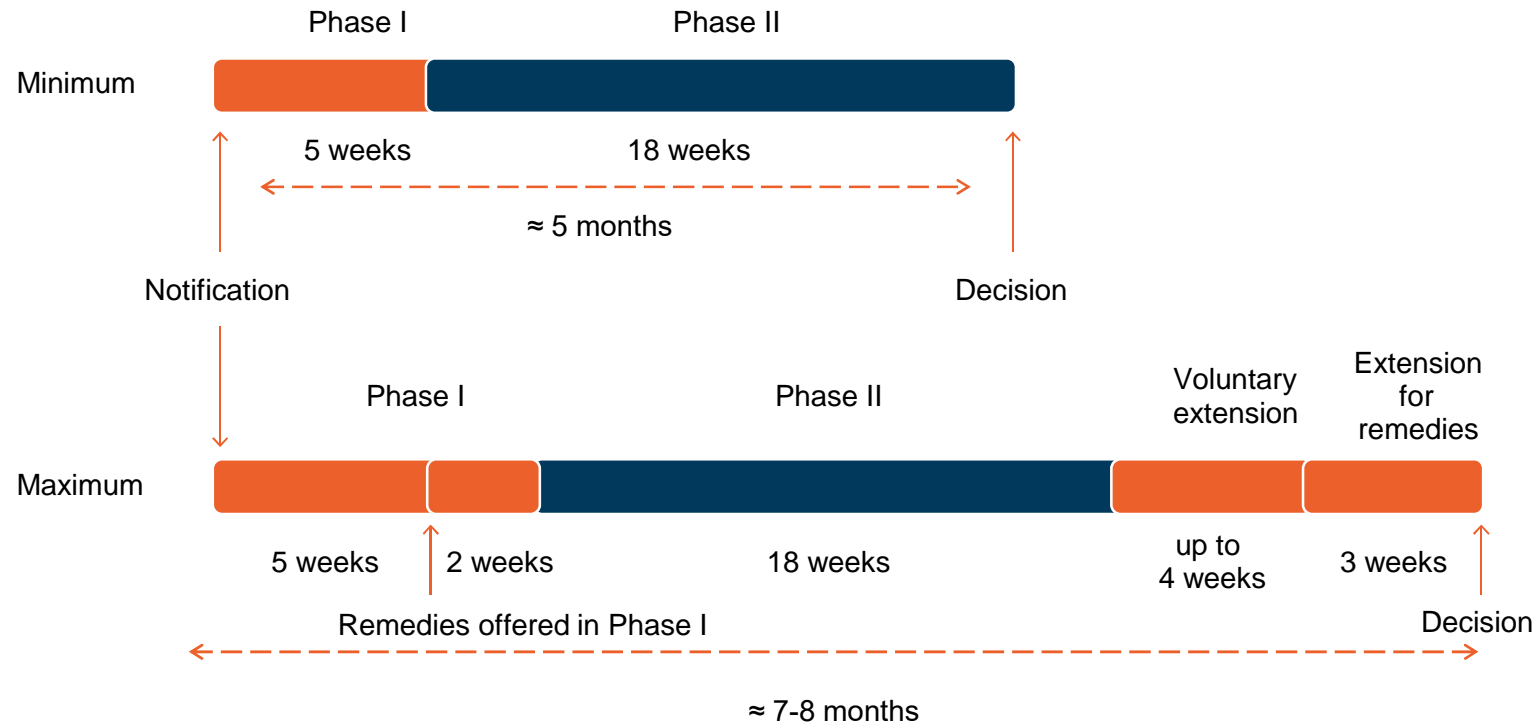 Phase I
Phase II
Minimum
5 weeks
18 weeks
≈ 5 months
Notification
Decision
Phase I
Phase II
Voluntary
extension
Extension
for
remedies
Maximum
5 weeks
2 weeks
18 weeks
up to
4 weeks
3 weeks
Remedies offered in Phase I
Decision
≈ 7-8 months